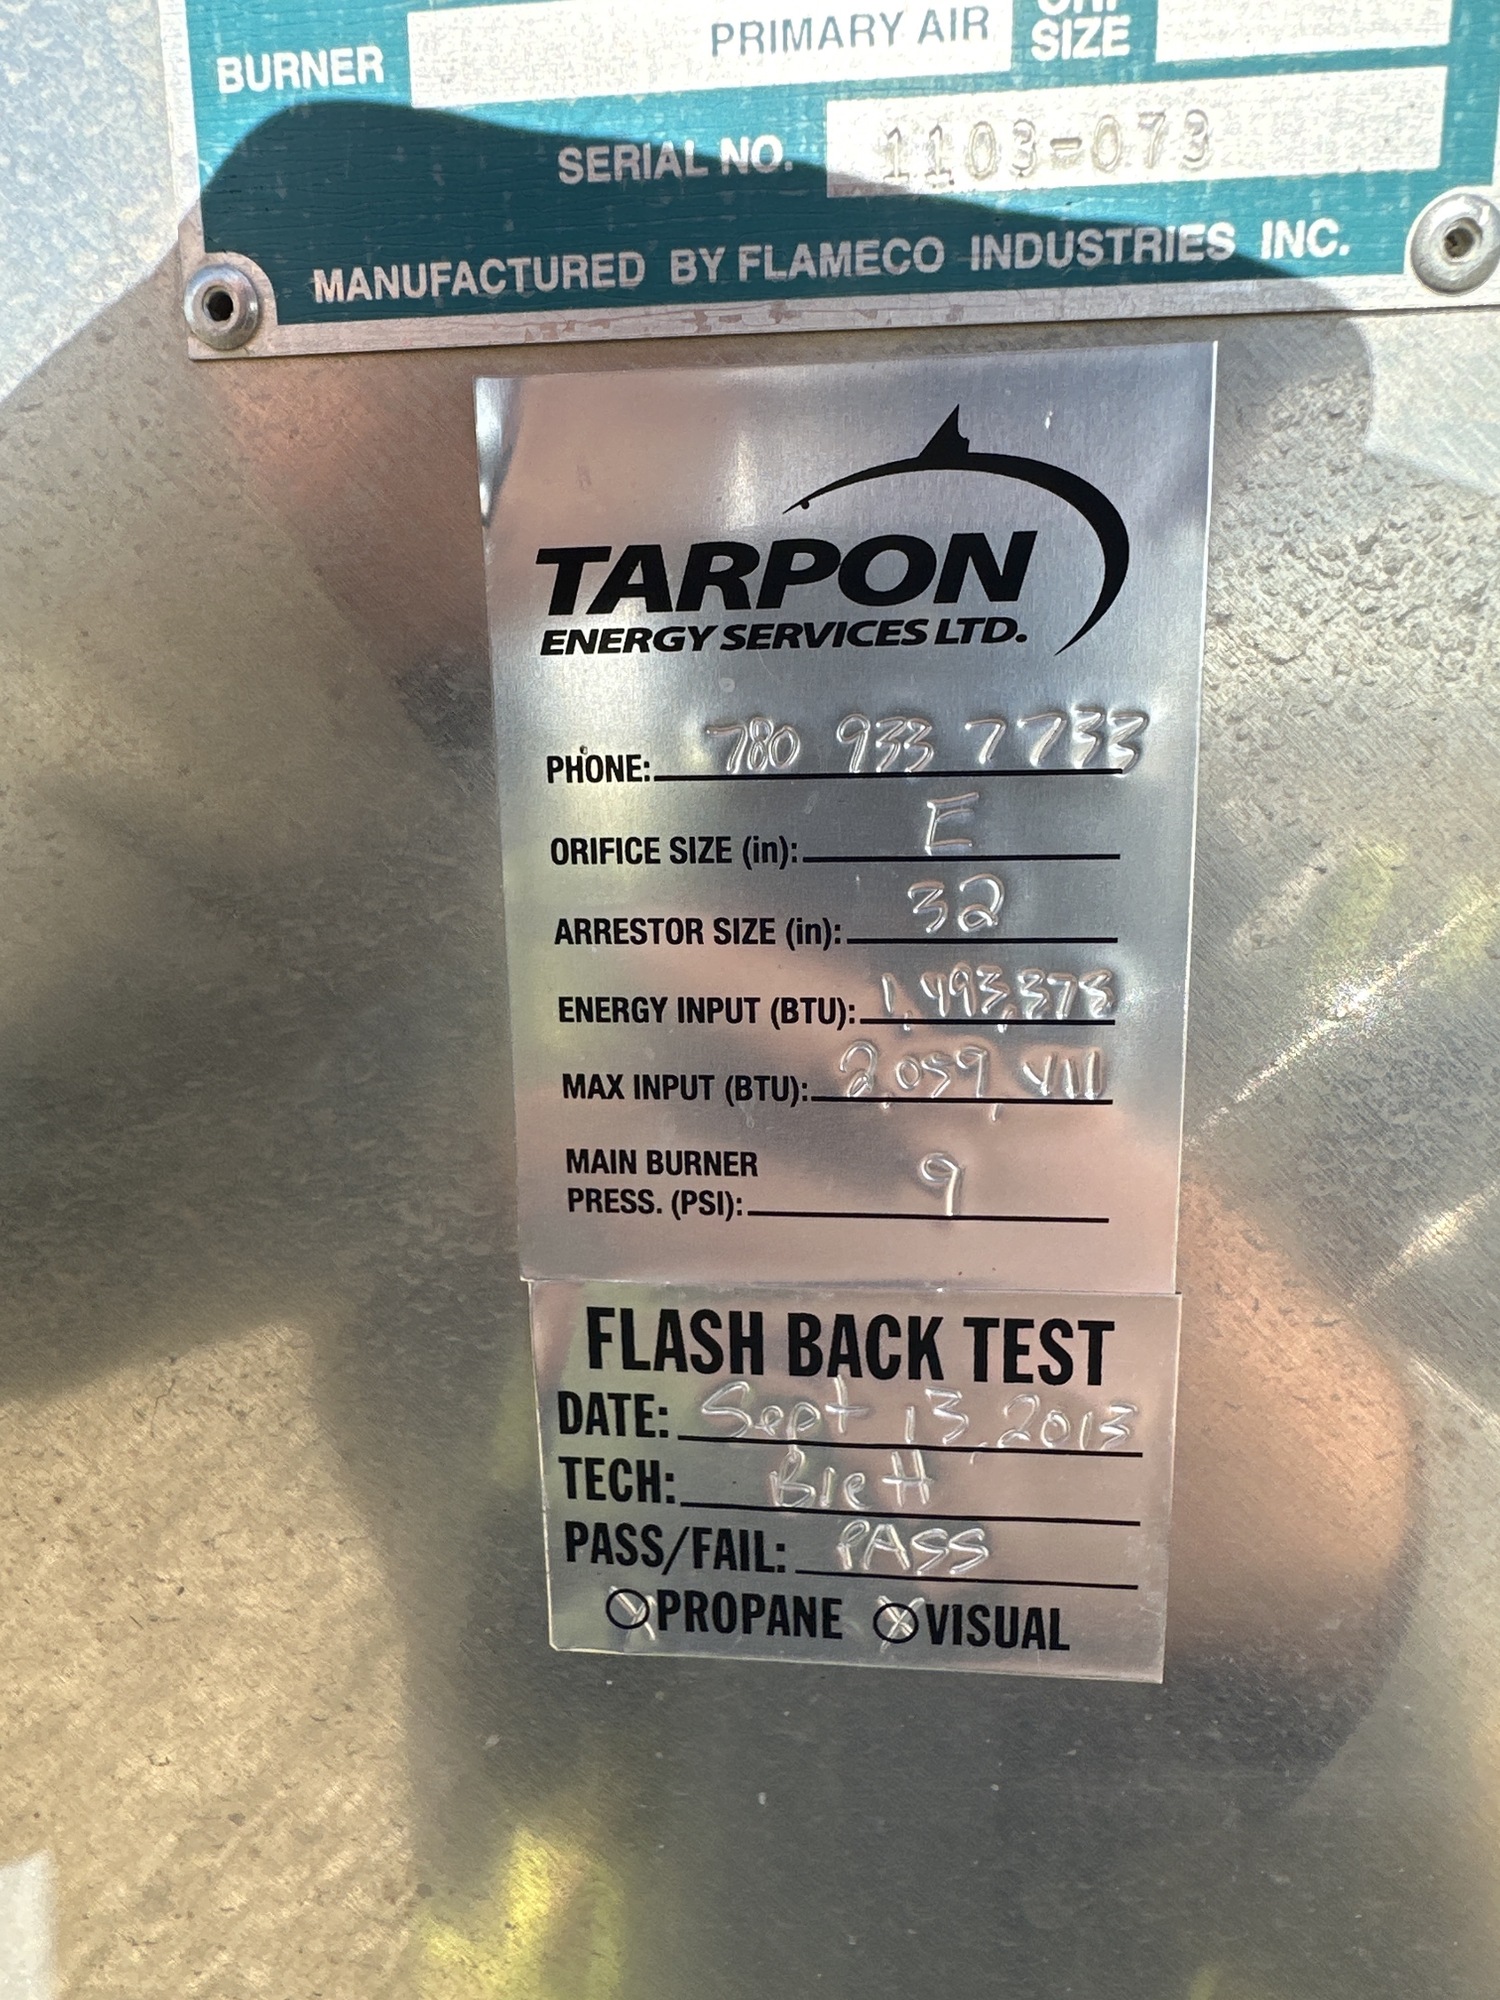 BURNER PRIMARY AIR SIZE
SERIAL NO. 1103-073
MANUFACTURED BY FLAMECO INDUSTRIES INC.
TARPON
ENERGY SERVICES LTD.
PHONE: 780 933 7733
ORIFICE SIZE (in): E
ARRESTOR SIZE (in): 32
ENERGY INPUT (BTU): 1,493,378
MAX INPUT (BTU): 2,059,411
MAIN BURNER
PRESS. (PSI): 9
FLASH BACK TEST
DATE: Sept 13, 2013
TECH: Brett
PASS/FAIL: PASS
PROPANE VISUAL